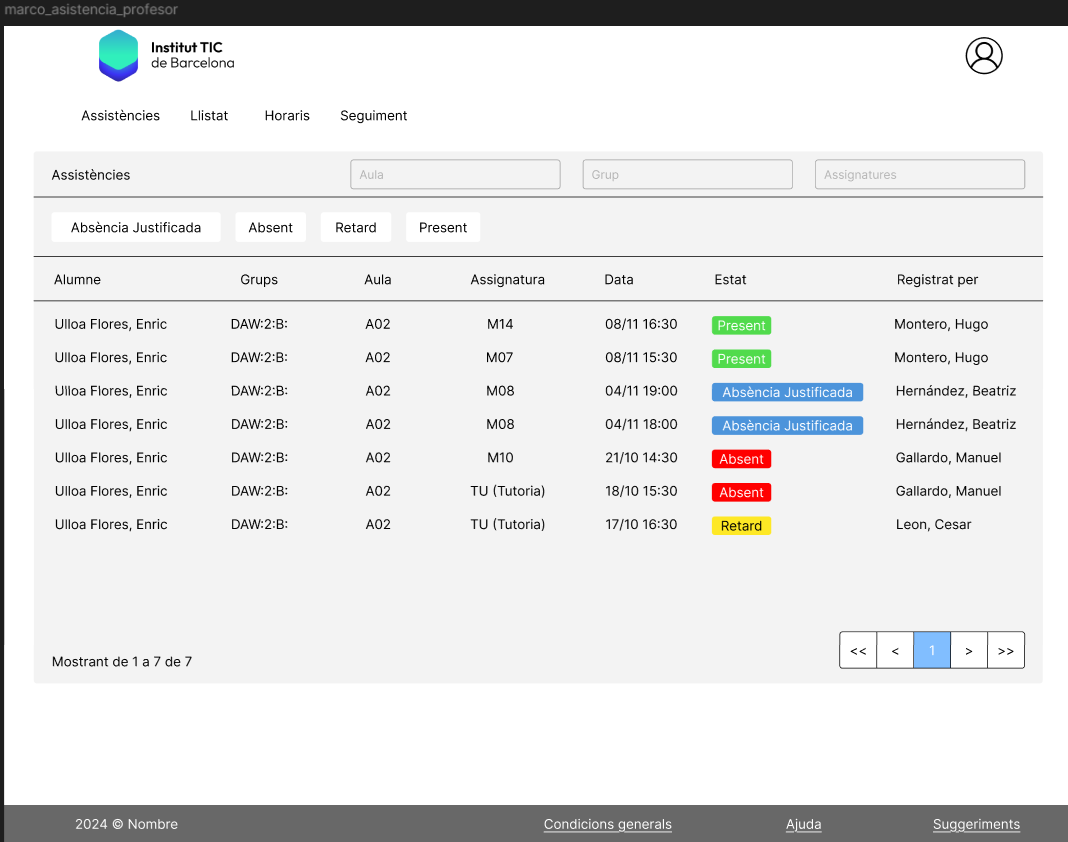 marco_asistencia_profesor
Institut TIC
de Barcelona
Assistències Llistat Horaris Seguiment
Assistències Aula Grup Assignatures
Absència Justificada Absent Retard Present
Alumne Grups Aula Assignatura Data Estat Registrat per
Ulloa Flores, Enric DAW:2:B: A02 M14 08/11 16:30 Present Montero, Hugo
Ulloa Flores, Enric DAW:2:B: A02 M07 08/11 15:30 Present Montero, Hugo
Ulloa Flores, Enric DAW:2:B: A02 M08 04/11 19:00 Absència Justificada Hernández, Beatriz
Ulloa Flores, Enric DAW:2:B: A02 M08 04/11 18:00 Absència Justificada Hernández, Beatriz
Ulloa Flores, Enric DAW:2:B: A02 M10 21/10 14:30 Absent Gallardo, Manuel
Ulloa Flores, Enric DAW:2:B: A02 TU (Tutoria) 18/10 15:30 Absent Gallardo, Manuel
Ulloa Flores, Enric DAW:2:B: A02 TU (Tutoria) 17/10 16:30 Retard Leon, Cesar
Mostrant de 1 a 7 de 7 << < 1 > >>
2024 © Nombre Condicions generals Ajuda Suggeriments